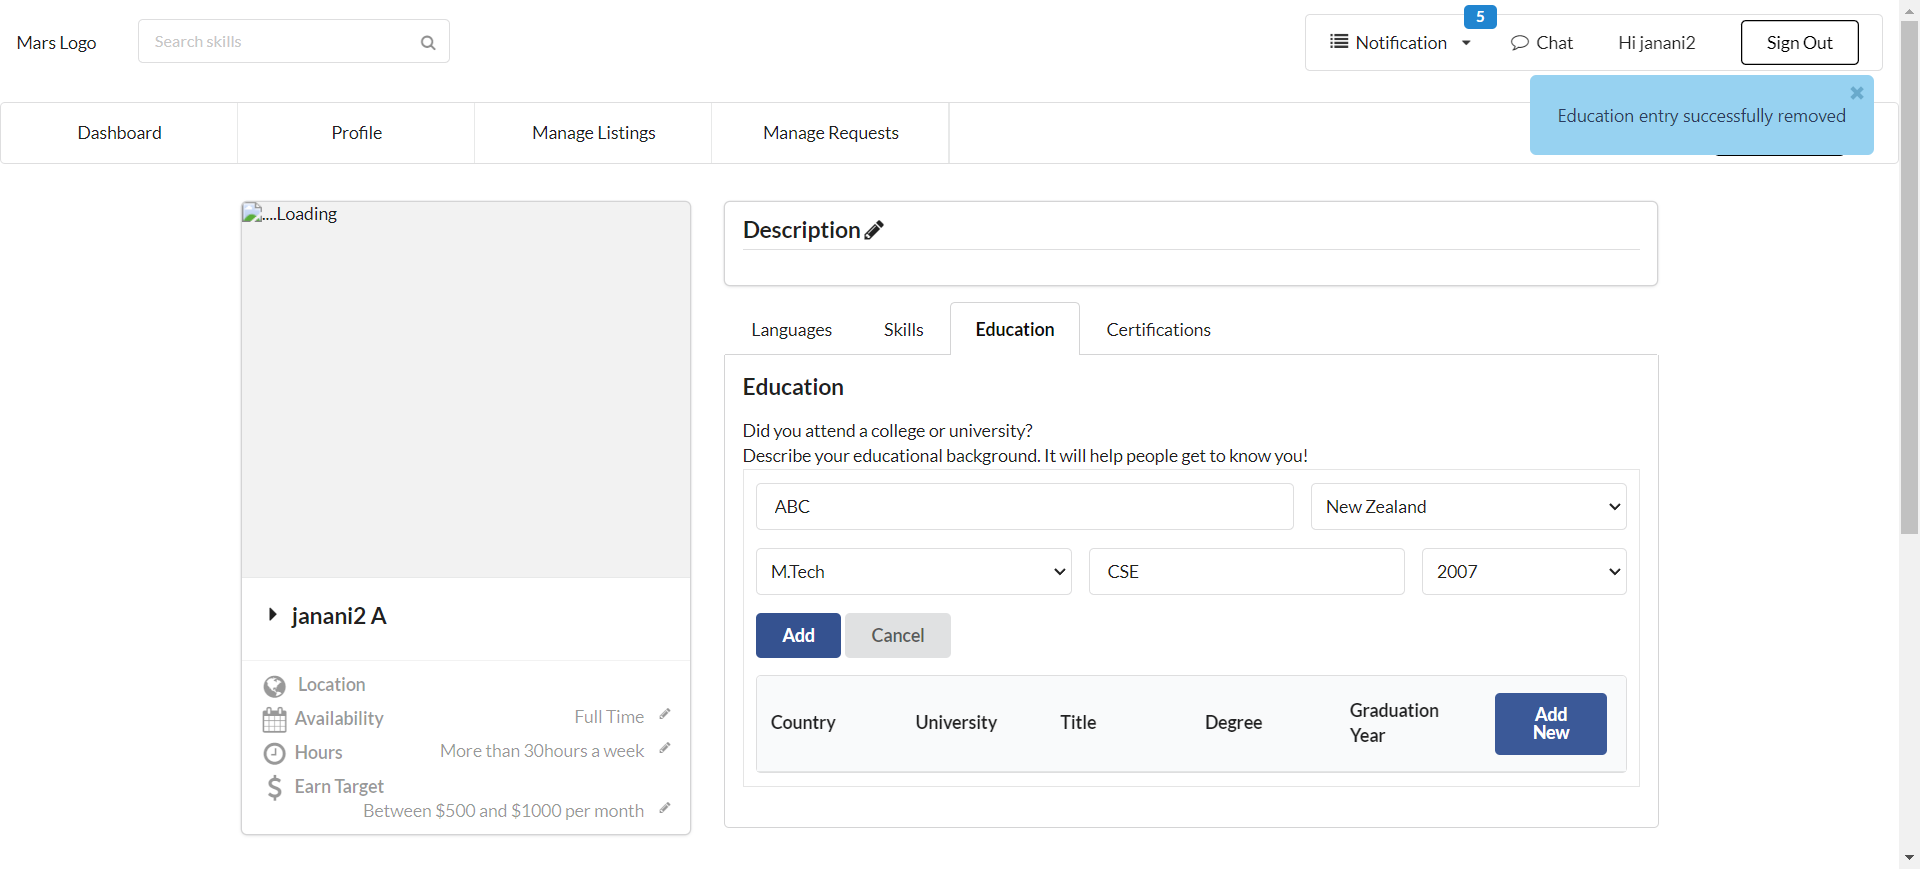 Mars Logo
Search skills
5
Notification
Chat
Hi janani2
Sign Out
Education entry successfully removed
Dashboard
Profile
Manage Listings
Manage Requests
....Loading
janani2 A
Location
Availability
Full Time
Hours
More than 30hours a week
Earn Target
Between $500 and $1000 per month
Description
Languages
Skills
Education
Certifications
Education
Did you attend a college or university?
Describe your educational background. It will help people get to know you!
ABC
New Zealand
M.Tech
CSE
2007
Add
Cancel
Country
University
Title
Degree
Graduation
Year
Add
New